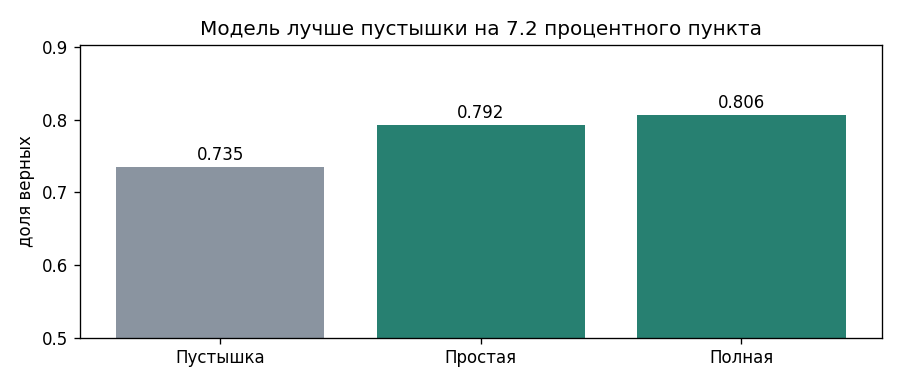 Модель лучше пустышки на 7.2 процентного пункта
доля верных
0.9
0.8
0.7
0.6
0.5
0.735
0.792
0.806
Пустышка
Простая
Полная